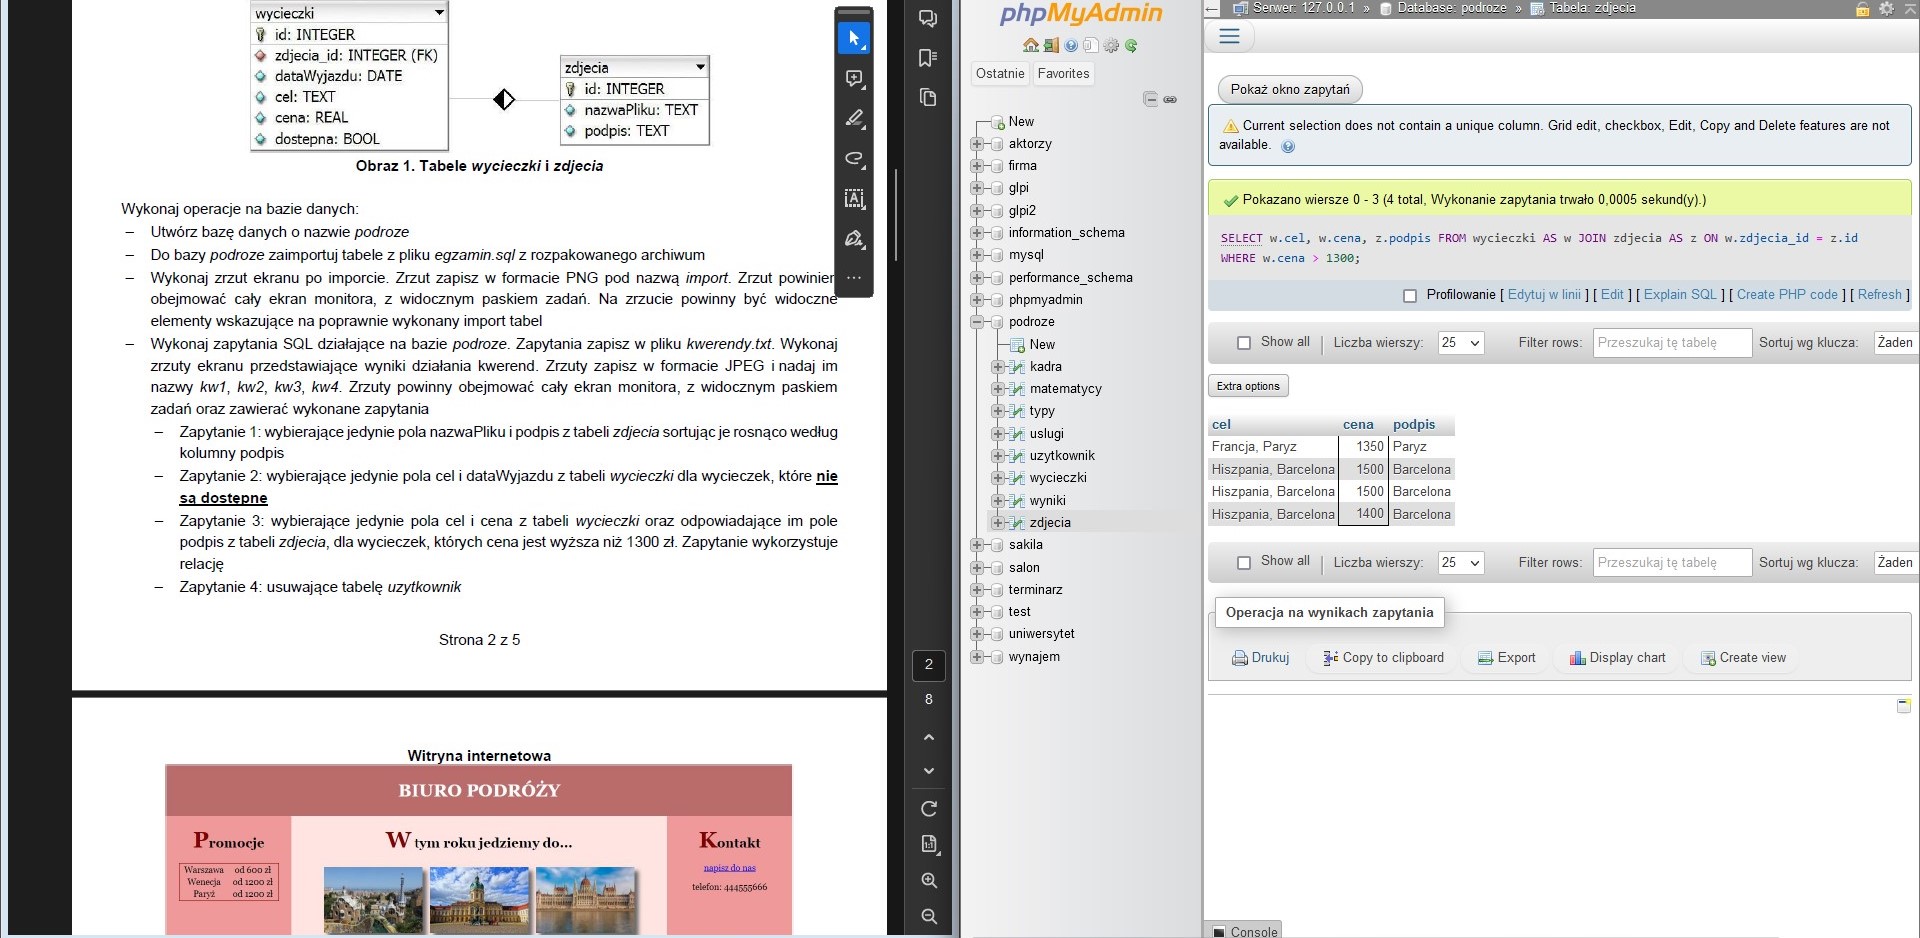 wycieczki
id: INTEGER
zdjecia_id: INTEGER (FK)
dataWyjazdu: DATE
cel: TEXT
cena: REAL
dostepna: BOOL
zdjecia
id: INTEGER
nazwaPliku: TEXT
podpis: TEXT
Obraz 1. Tabele wycieczki i zdjecia
Wykonaj operacje na bazie danych:
– Utwórz bazę danych o nazwie podroze
– Do bazy podroze zaimportuj tabele z pliku egzamin.sql z rozpakowanego archiwum
– Wykonaj zrzut ekranu po imporcie. Zrzut zapisz w formacie PNG pod nazwą import. Zrzut powinien
obejmować cały ekran monitora, z widocznym paskiem zadań. Na zrzucie powinny być widoczne
elementy wskazujące na poprawnie wykonany import tabel
– Wykonaj zapytania SQL działające na bazie podroze. Zapytania zapisz w pliku kwerendy.txt. Wykonaj
zrzuty ekranu przedstawiające wyniki działania kwerend. Zrzuty zapisz w formacie JPEG i nadaj im
nazwy kw1, kw2, kw3, kw4. Zrzuty powinny obejmować cały ekran monitora, z widocznym paskiem
zadań oraz zawierać wykonane zapytania
– Zapytanie 1: wybierające jedynie pola nazwaPliku i podpis z tabeli zdjecia sortując je rosnąco według
kolumny podpis
– Zapytanie 2: wybierające jedynie pola cel i dataWyjazdu z tabeli wycieczki dla wycieczek, które nie
są dostępne
– Zapytanie 3: wybierające jedynie pola cel i cena z tabeli wycieczki oraz odpowiadające im pole
podpis z tabeli zdjecia, dla wycieczek, których cena jest wyższa niż 1300 zł. Zapytanie wykorzystuje
relację
– Zapytanie 4: usuwające tabelę uzytkownik
Strona 2 z 5
Witryna internetowa
BIURO PODRÓŻY
Promocje
Warszawa od 600 zł
Wenecja od 1200 zł
Paryż od 1200 zł
W tym roku jedziemy do...
Kontakt
napisz do nas
telefon: 444555666
2
8
phpMyAdmin
Ostatnie Favorites
New
aktorzy
firma
glpi
glpi2
information_schema
mysql
performance_schema
phpmyadmin
podroze
New
kadra
matematycy
typy
uslugi
uzytkownik
wycieczki
wyniki
zdjecia
sakila
salon
terminarz
test
uniwersytet
wynajem
Serwer: 127.0.0.1 » Database: podroze » Tabela: zdjecia
Pokaż okno zapytań
Current selection does not contain a unique column. Grid edit, checkbox, Edit, Copy and Delete features are not
available.
Pokazano wiersze 0 - 3 (4 total, Wykonanie zapytania trwało 0,0005 sekund(y).)
SELECT w.cel, w.cena, z.podpis FROM wycieczki AS w JOIN zdjecia AS z ON w.zdjecia_id = z.id
WHERE w.cena > 1300;
Profilowanie [ Edytuj w linii ] [ Edit ] [ Explain SQL ] [ Create PHP code ] [ Refresh ]
Show all | Liczba wierszy: 25 Filter rows: Przeszukaj tę tabelę Sortuj wg klucza: Żaden
Extra options
cel cena podpis
Francja, Paryz 1350 Paryz
Hiszpania, Barcelona 1500 Barcelona
Hiszpania, Barcelona 1500 Barcelona
Hiszpania, Barcelona 1400 Barcelona
Show all | Liczba wierszy: 25 Filter rows: Przeszukaj tę tabelę Sortuj wg klucza: Żaden
Operacja na wynikach zapytania
Drukuj Copy to clipboard Export Display chart Create view
Console